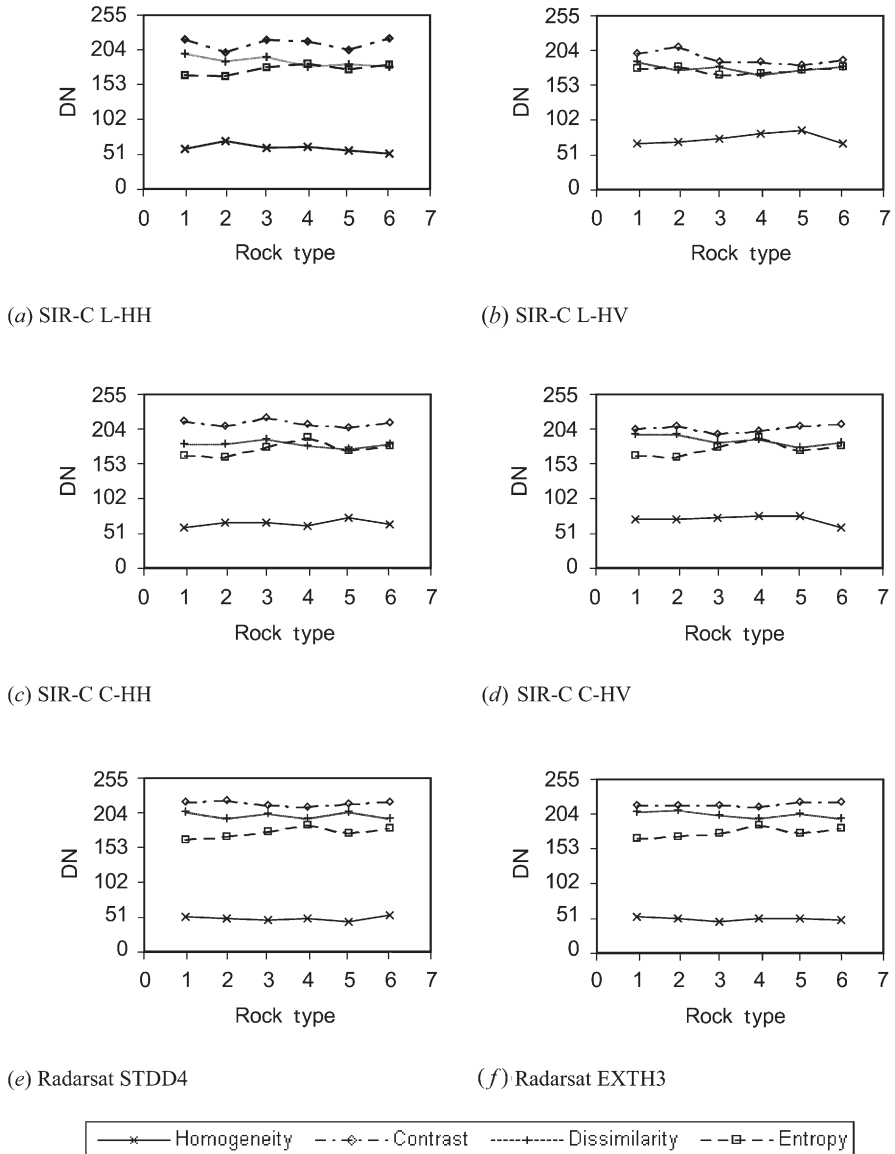 255 255
204 204
153 153
102 102
51 51
0 0
DN DN
0 1 2 3 4 5 6 7 0 1 2 3 4 5 6 7
Rock type Rock type
(a) SIR-C L-HH (b) SIR-C L-HV
255 255
204 204
153 153
102 102
51 51
0 0
DN DN
0 1 2 3 4 5 6 7 0 1 2 3 4 5 6 7
Rock type Rock type
(c) SIR-C C-HH (d) SIR-C C-HV
255 255
204 204
153 153
102 102
51 51
0 0
DN DN
0 1 2 3 4 5 6 7 0 1 2 3 4 5 6 7
Rock type Rock type
(e) Radarsat STDD4 (f) Radarsat EXTH3
Homogeneity Contrast Dissimilarity Entropy